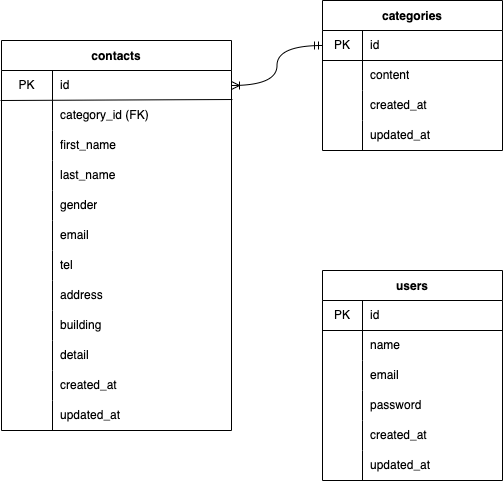 contacts
PK id
category_id (FK)
first_name
last_name
gender
email
tel
address
building
detail
created_at
updated_at
categories
PK id
content
created_at
updated_at
users
PK id
name
email
password
created_at
updated_at